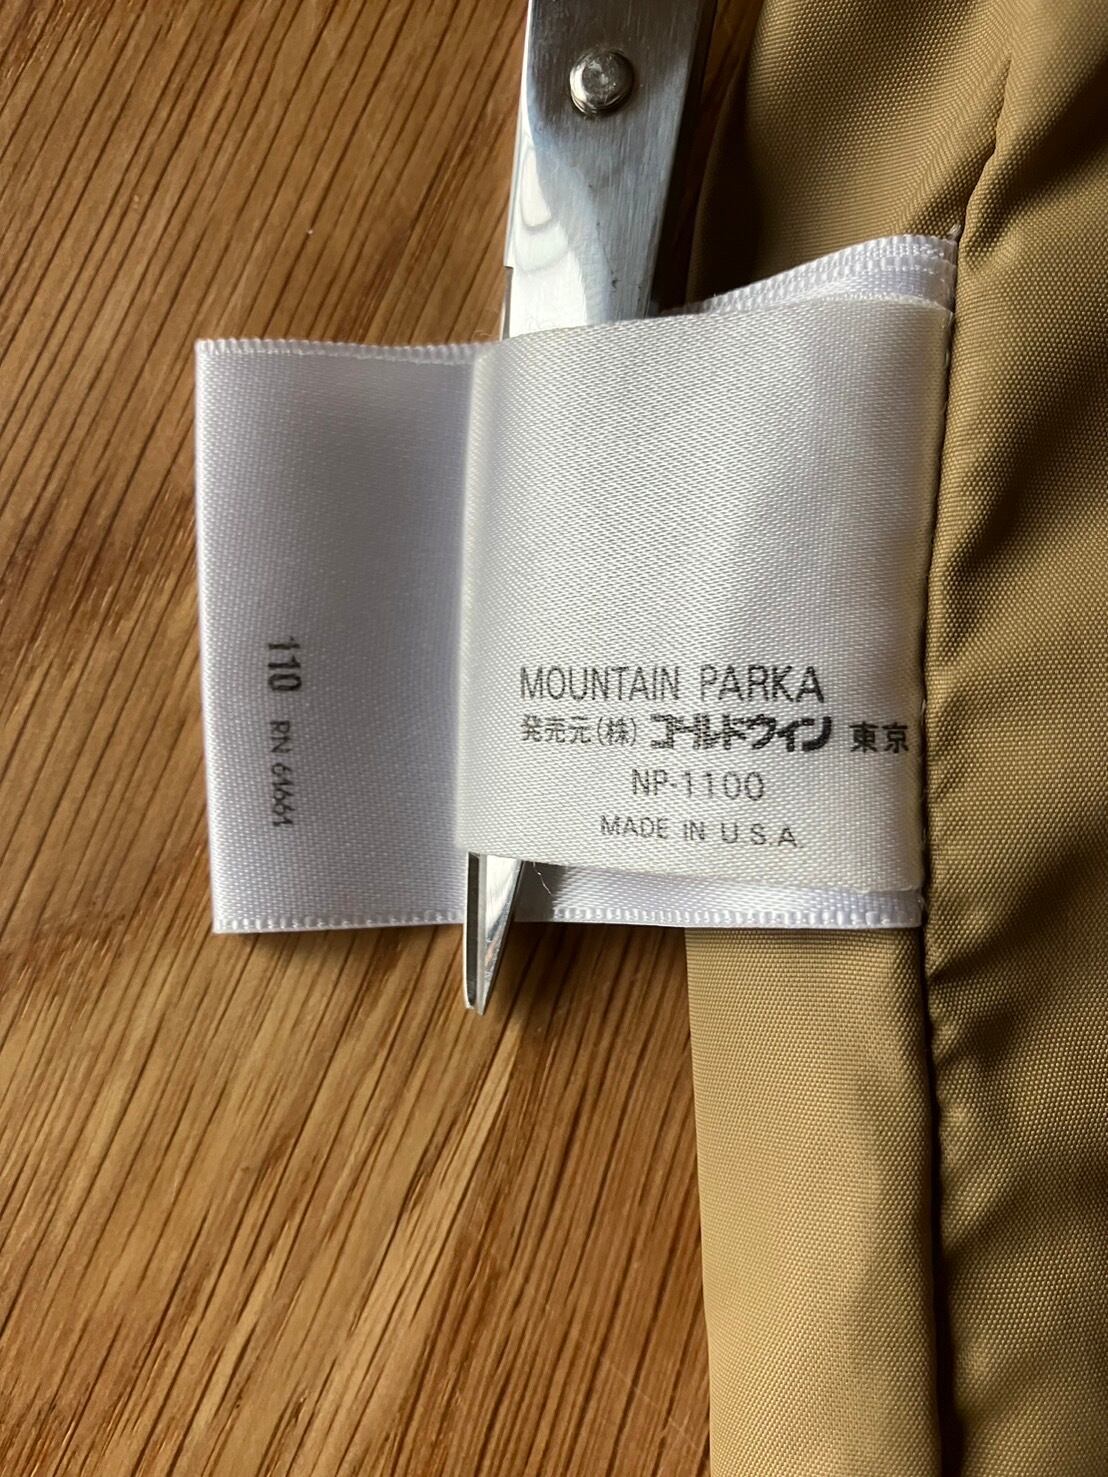 110 RN 61661
MOUNTAIN PARKA
発売元(株)ゴールドウイン 東京
NP-1100
MADE IN U.S.A.